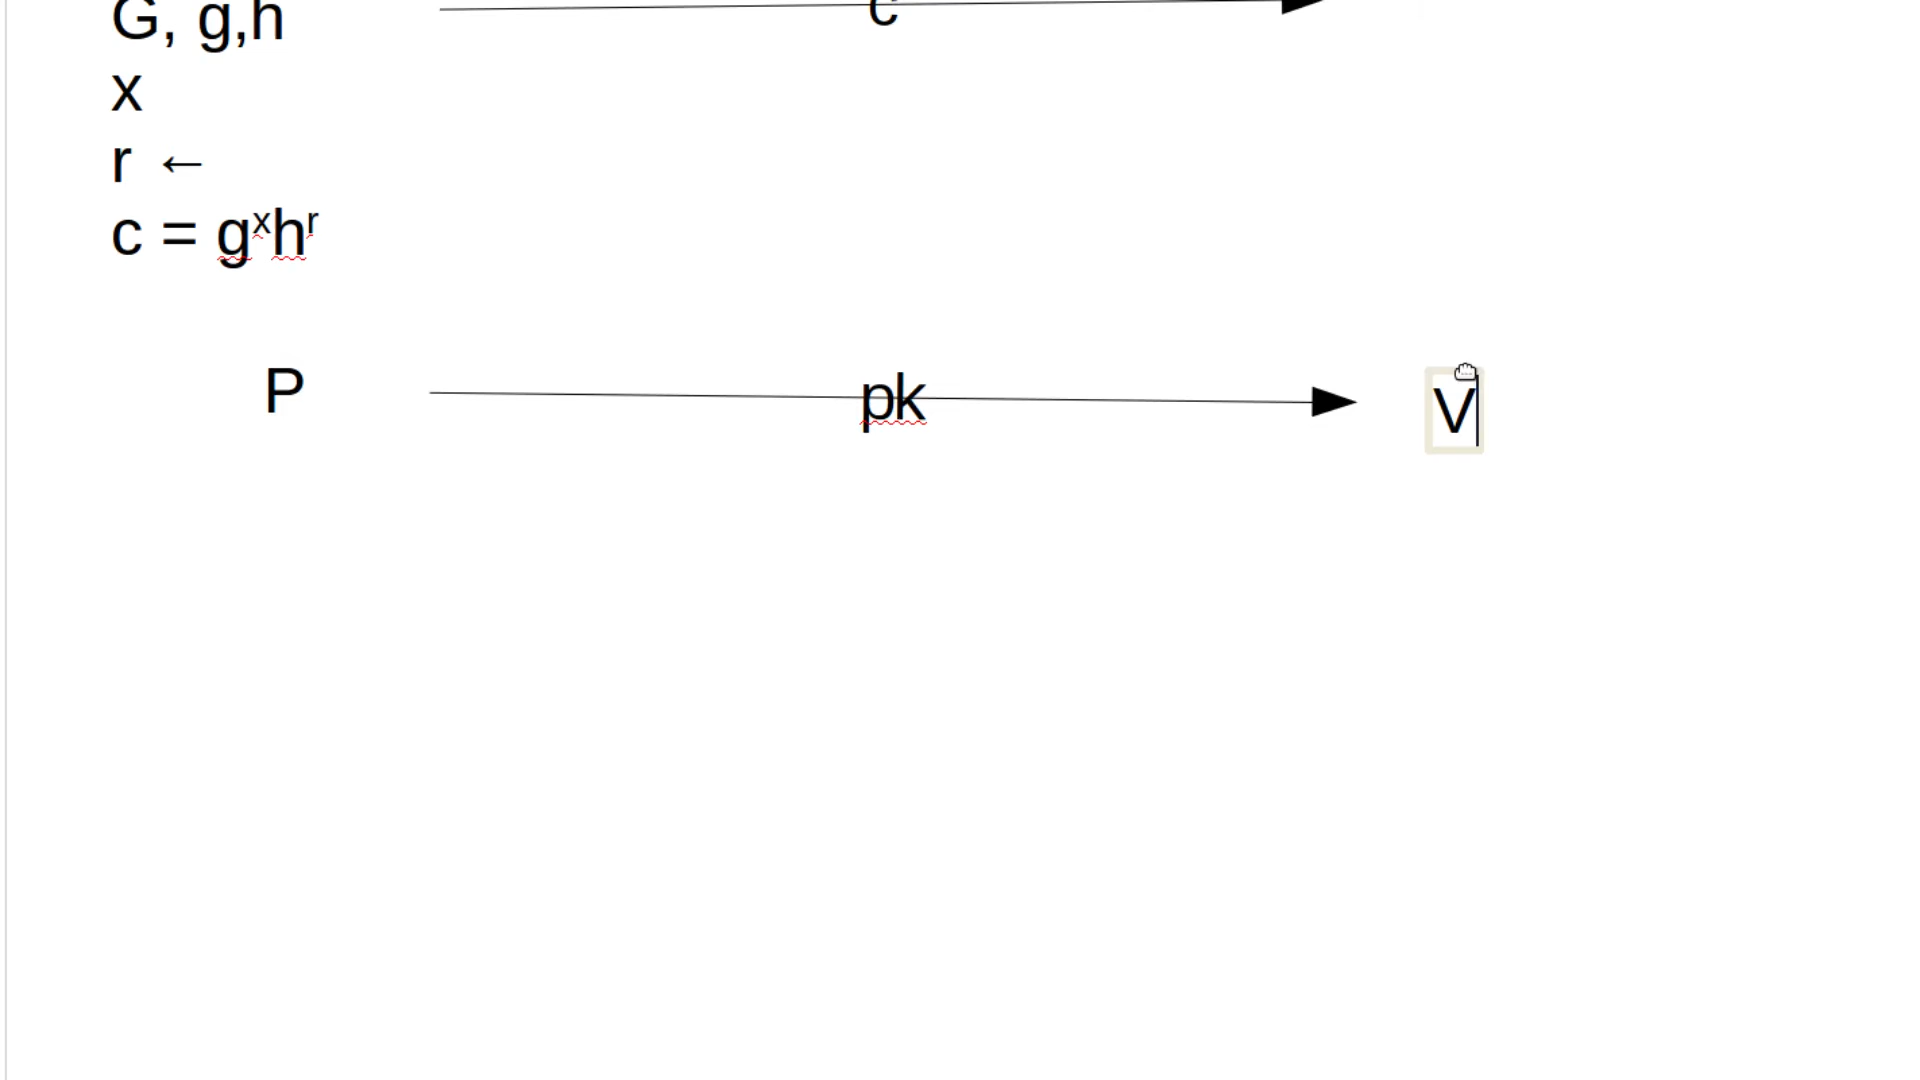 G, g,h
c
x
r ←
c = gxhr
P
pk
V